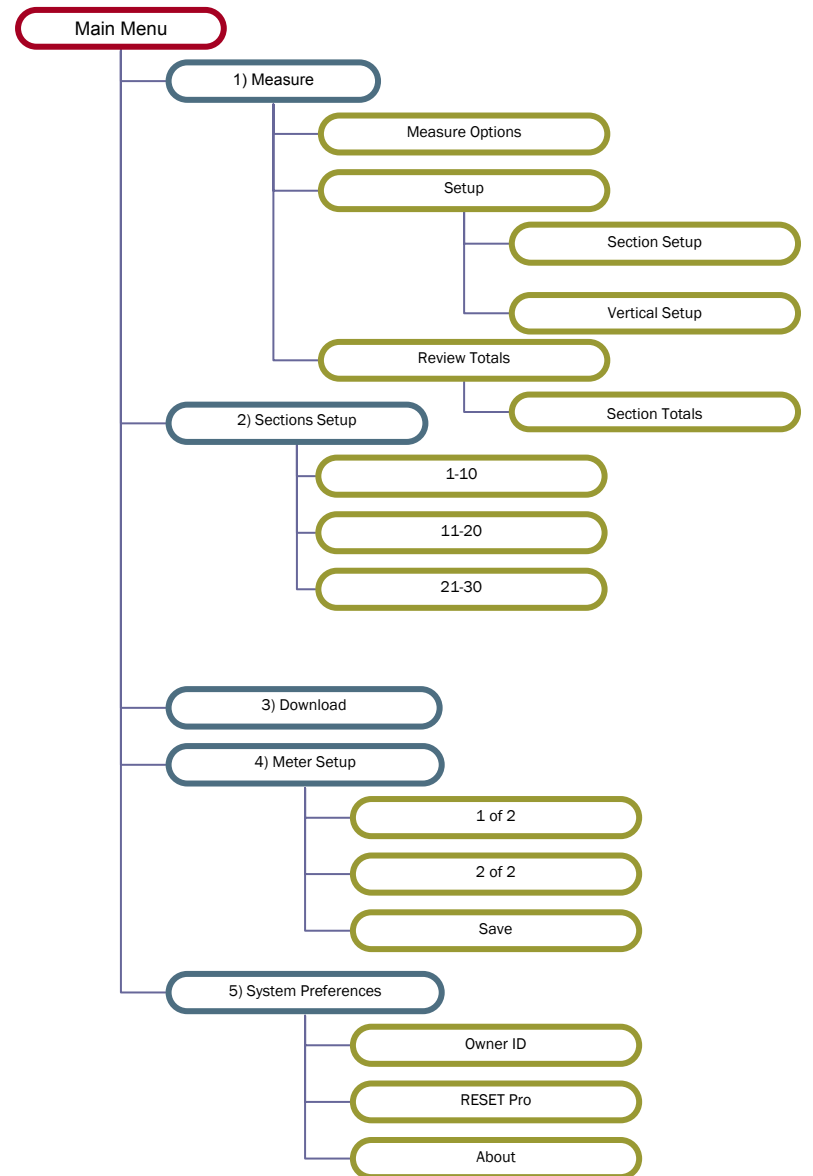 Main Menu
1) Measure
Measure Options
Setup
Section Setup
Vertical Setup
Review Totals
Section Totals
2) Sections Setup
1-10
11-20
21-30
3) Download
4) Meter Setup
1 of 2
2 of 2
Save
5) System Preferences
Owner ID
RESET Pro
About